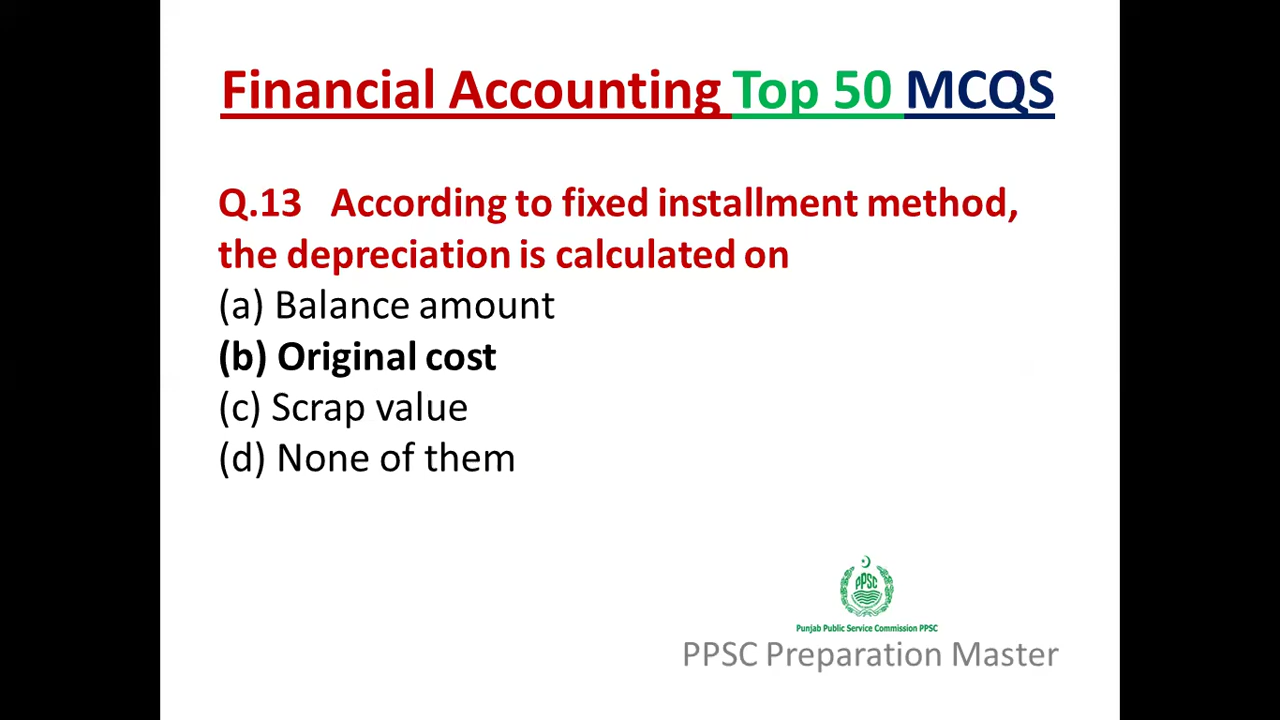 Financial Accounting Top 50 MCQS
Q.13 According to fixed installment method,
the depreciation is calculated on
(a) Balance amount
(b) Original cost
(c) Scrap value
(d) None of them
PPSC
Punjab Public Service Commission PPSC
PPSC Preparation Master